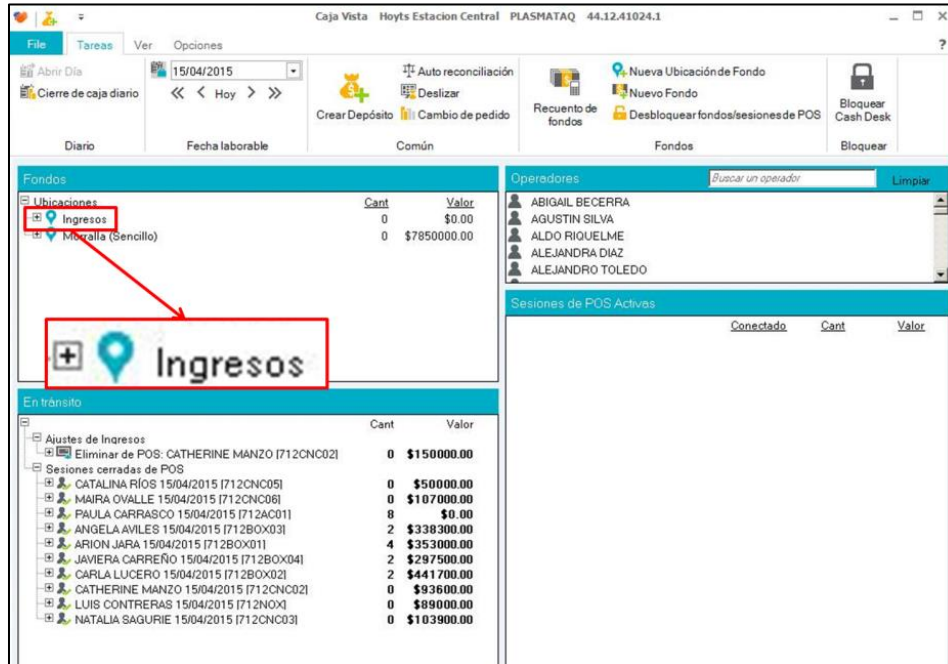 Caja Vista Hoyts Estacion Central PLASMATAQ 44.12.41024.1
File Tareas Ver Opciones ?
Abrir Día
Cierre de caja diario
Diario
15/04/2015
Hoy
Fecha laborable
Crear Depósito
Auto reconciliación
Deslizar
Cambio de pedido
Común
Recuento de
fondos
Nueva Ubicación de Fondo
Nuevo Fondo
Desbloquear fondos/sesiones de POS
Fondos
Bloquear
Cash Desk
Bloquear
Fondos
Ubicaciones Cant Valor
Ingresos 0 $0.00
Morralla (Sencillo) 0 $7850000.00
Ingresos
Operadores Buscar un operador Limpiar
ABIGAIL BECERRA
AGUSTIN SILVA
ALDO RIQUELME
ALEJANDRA DIAZ
ALEJANDRO TOLEDO
Sesiones de POS Activas
Conectado Cant Valor
En tránsito
Cant Valor
Ajustes de Ingresos
Eliminar de POS: CATHERINE MANZO [712CNC02] 0 $150000.00
Sesiones cerradas de POS
CATALINA RÍOS 15/04/2015 [712CNC05] 0 $50000.00
MAIRA OVALLE 15/04/2015 [712CNC06] 0 $107000.00
PAULA CARRASCO 15/04/2015 [712AC01] 8 $0.00
ANGELA AVILES 15/04/2015 [712BOX03] 2 $338300.00
ARION JARA 15/04/2015 [712BOX01] 4 $353000.00
JAVIERA CARREÑO 15/04/2015 [712BOX04] 2 $297500.00
CARLA LUCERO 15/04/2015 [712BOX02] 2 $441700.00
CATHERINE MANZO 15/04/2015 [712CNC02] 0 $93600.00
LUIS CONTRERAS 15/04/2015 [712NOX] 0 $89000.00
NATALIA SAGURIE 15/04/2015 [712CNC03] 0 $103900.00